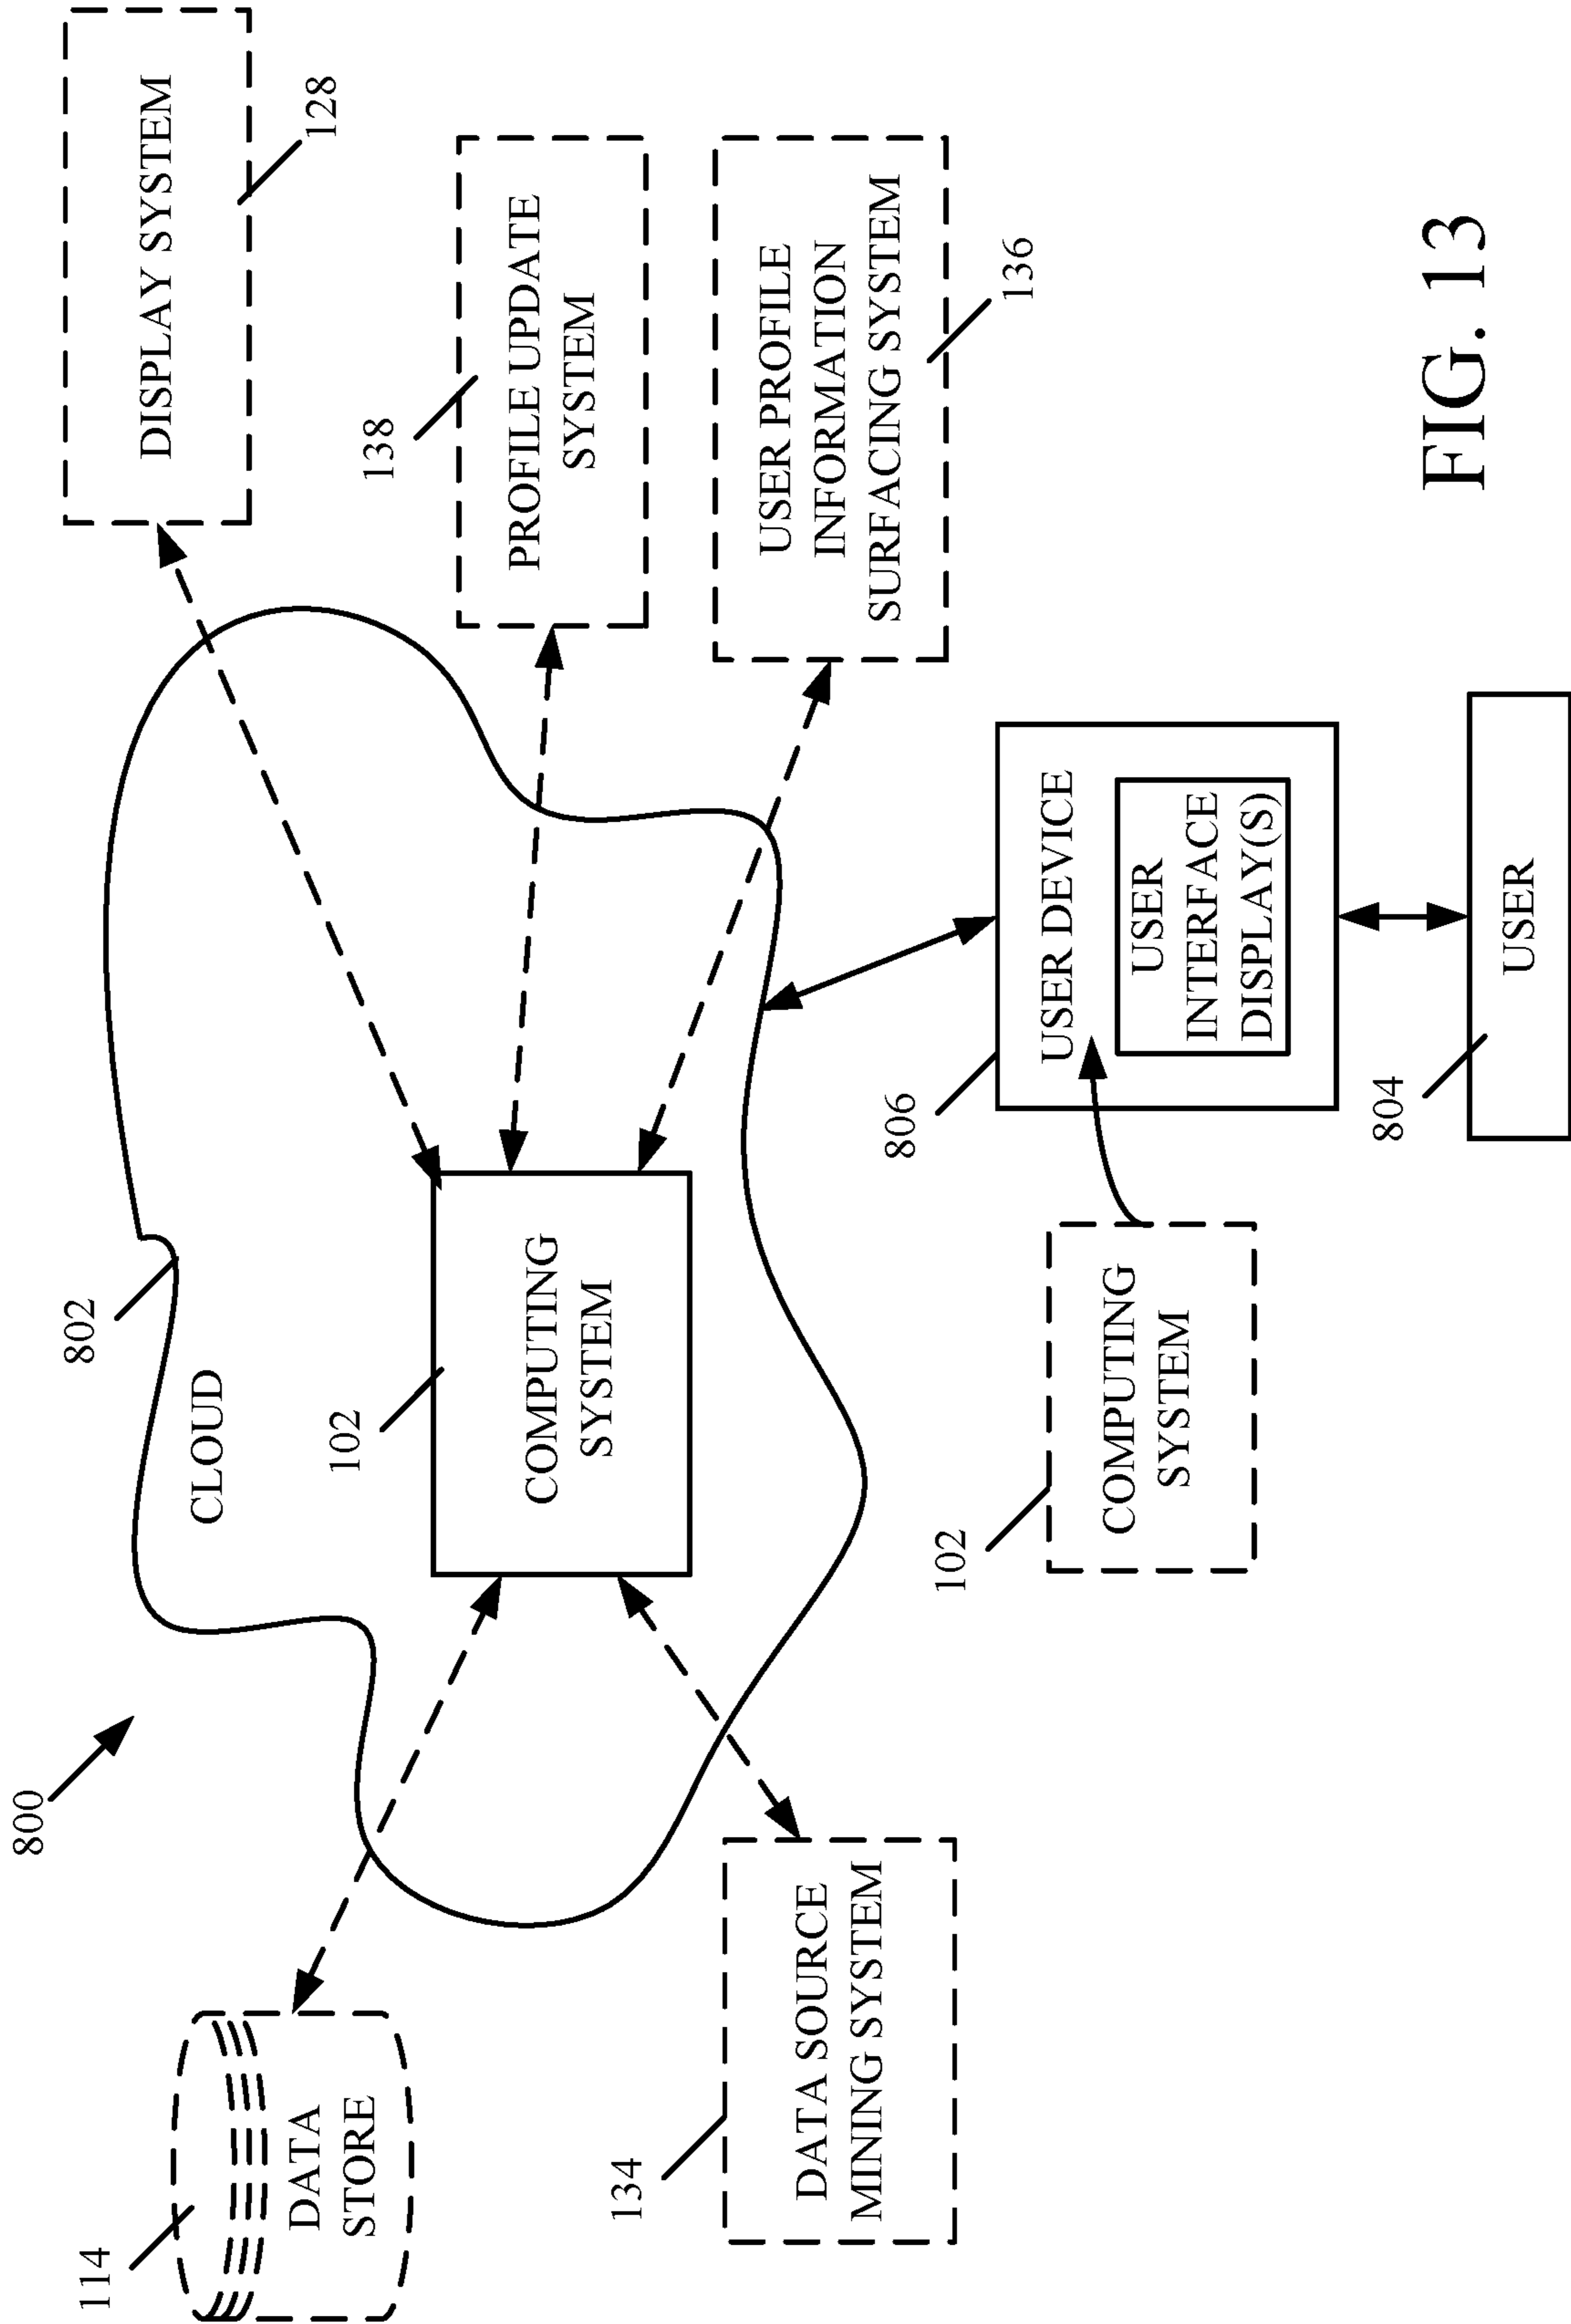 800
802
CLOUD
114
DATA
STORE
102
COMPUTING
SYSTEM
DISPLAY SYSTEM
128
138
PROFILE UPDATE
SYSTEM
134
DATA SOURCE
MINING SYSTEM
USER PROFILE
INFORMATION
SURFACING SYSTEM
136
102
COMPUTING
SYSTEM
806
USER DEVICE
USER
INTERFACE
DISPLAY(S)
804
USER
FIG. 13